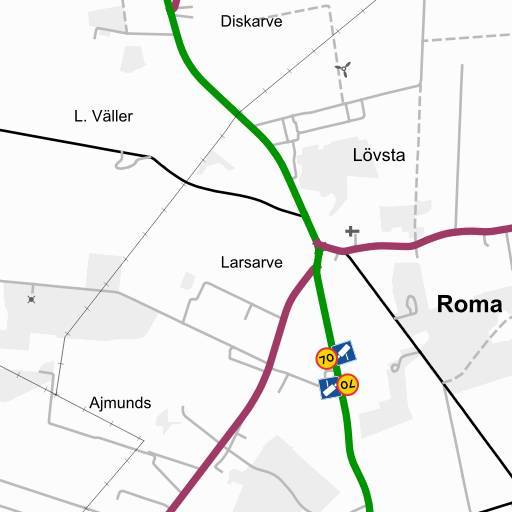 Diskarve
L. Väller
Lövsta
Larsarve
Roma
70
70
Ajmunds